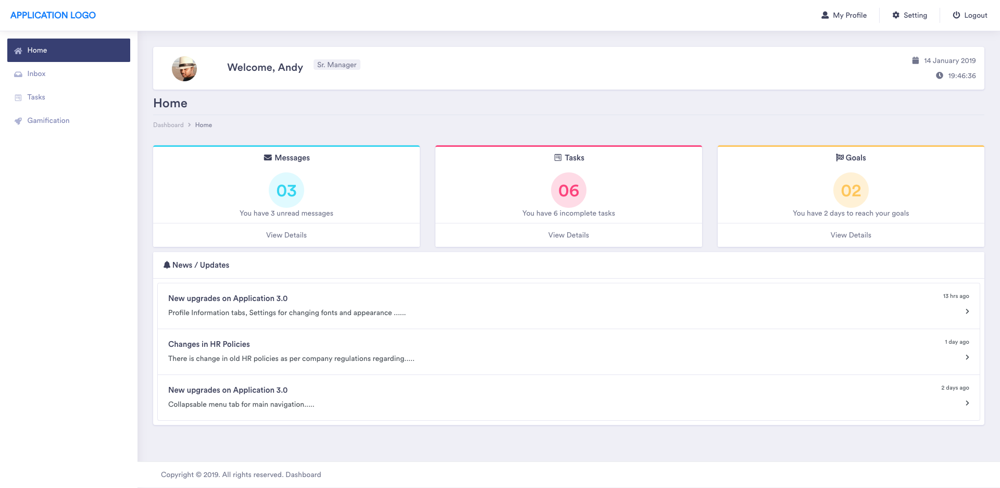 APPLICATION LOGO
My Profile
Setting
Logout
Home
Inbox
Tasks
Gamification
Welcome, Andy
Sr. Manager
14 January 2019
19:46:36
Home
Dashboard > Home
Messages
03
You have 3 unread messages
View Details
Tasks
06
You have 6 incomplete tasks
View Details
Goals
02
You have 2 days to reach your goals
View Details
News / Updates
New upgrades on Application 3.0
13 hrs ago
Profile Information tabs, Settings for changing fonts and appearance ......
Changes in HR Policies
1 day ago
There is change in old HR policies as per company regulations regarding.....
New upgrades on Application 3.0
2 days ago
Collapsable menu tab for main navigation.....
Copyright © 2019. All rights reserved. Dashboard